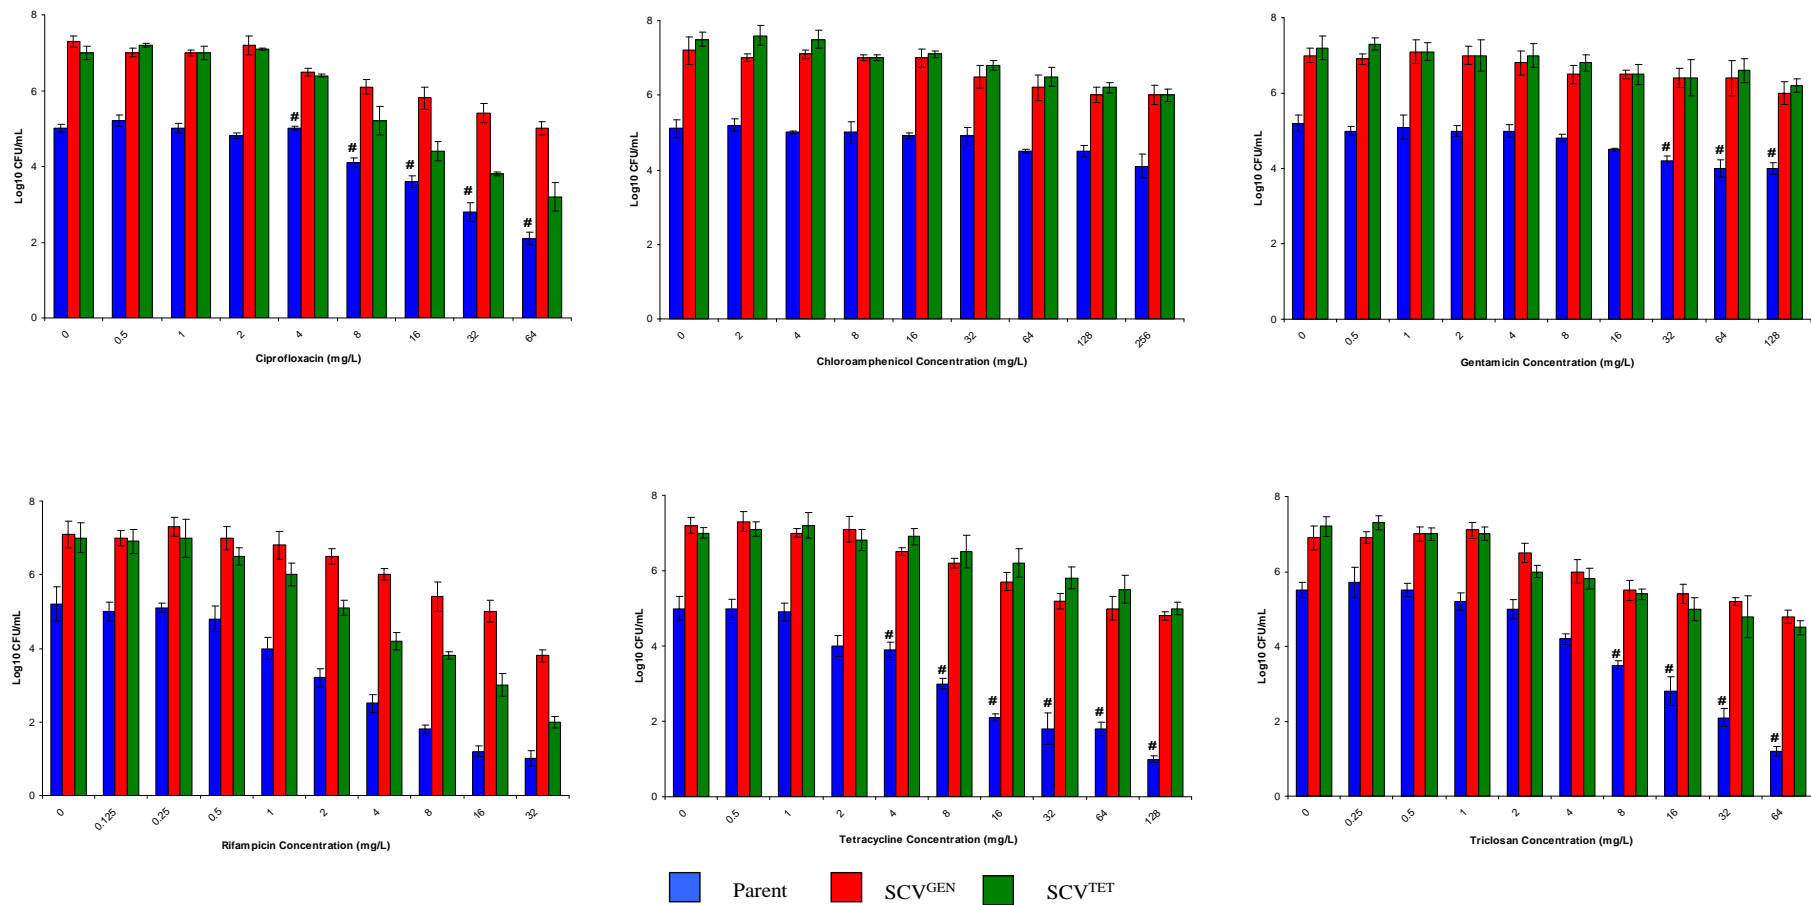 8
6
4
2
0
Log10 CFU/mL
# # # # #
0 0.5 1 2 4 8 16 32 64
Ciprofloxacin (mg/L)
8
6
4
2
0
Log10 CFU/mL
0 2 4 8 16 32 64 128 256
Chloroamphenicol Concentration (mg/L)
8
6
4
2
0
Log10 CFU/mL
# # #
0 0.5 1 2 4 8 16 32 64 128
Gentamicin Concentration (mg/L)
8
6
4
2
0
Log10 CFU/mL
0 0.125 0.25 0.5 1 2 4 8 16 32
Rifampicin Concentration (mg/L)
8
6
4
2
0
Log10 CFU/mL
# # # # # #
0 0.5 1 2 4 8 16 32 64 128
Tetracycline Concentration (mg/L)
8
6
4
2
0
Log10 CFU/mL
# # # #
0 0.25 0.5 1 2 4 8 16 32 64
Triclosan Concentration (mg/L)
Parent SCV^GEN SCV^TET